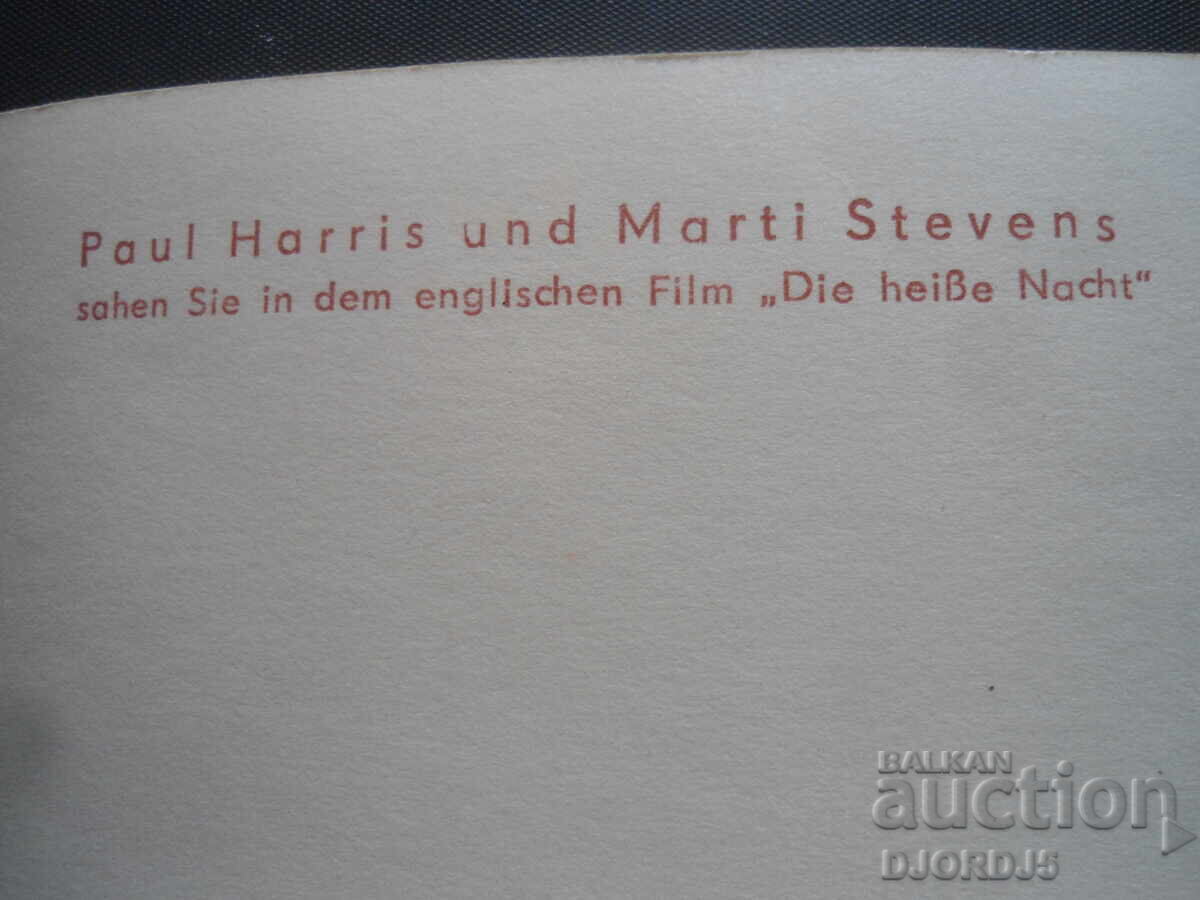 Paul Harris und Marti Stevens
sahen Sie in dem englischen Film „Die heiße Nacht"
BALKAN
auction
DJORDJ5